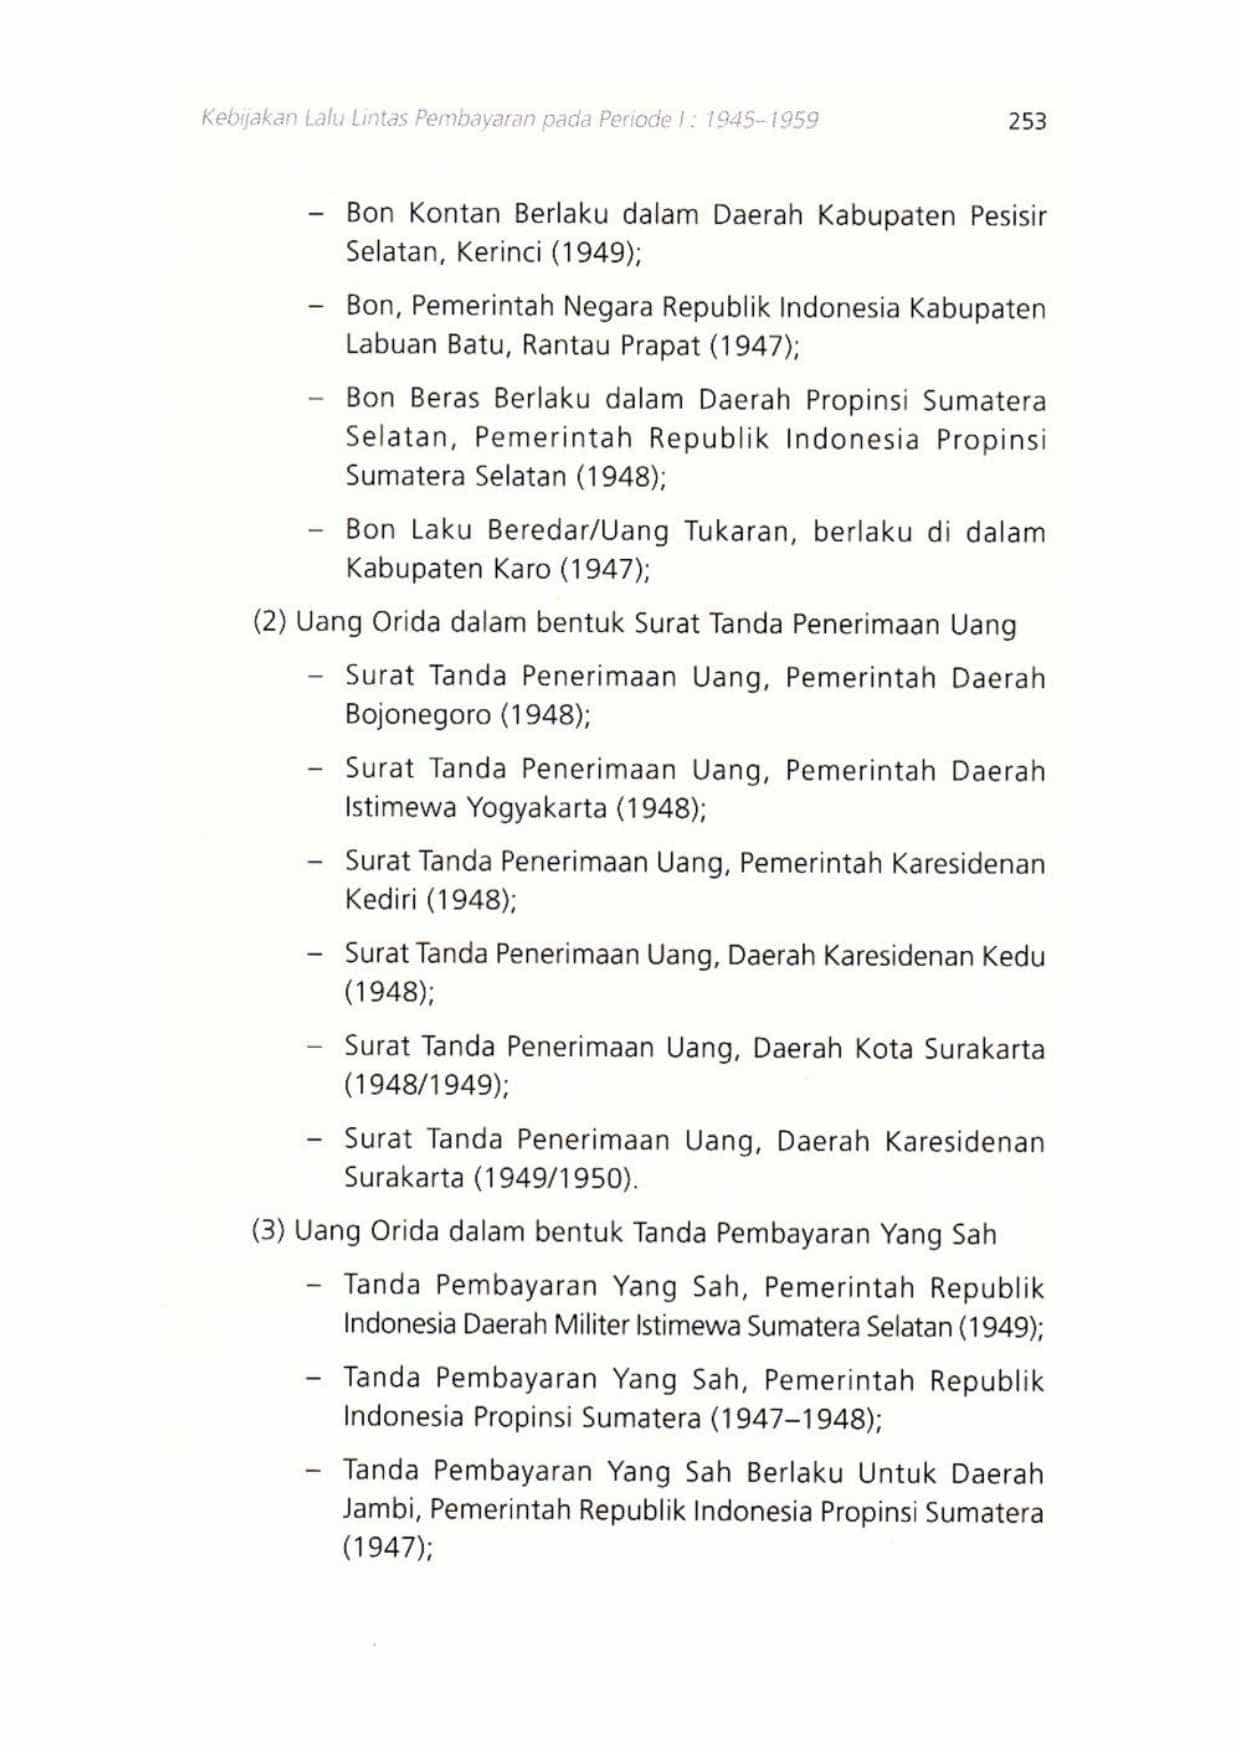 Kebijakan Lalu Lintas Pembayaran pada Periode I : 1945–1959 253
– Bon Kontan Berlaku dalam Daerah Kabupaten Pesisir
Selatan, Kerinci (1949);
– Bon, Pemerintah Negara Republik Indonesia Kabupaten
Labuan Batu, Rantau Prapat (1947);
– Bon Beras Berlaku dalam Daerah Propinsi Sumatera
Selatan, Pemerintah Republik Indonesia Propinsi
Sumatera Selatan (1948);
– Bon Laku Beredar/Uang Tukaran, berlaku di dalam
Kabupaten Karo (1947);
(2) Uang Orida dalam bentuk Surat Tanda Penerimaan Uang
– Surat Tanda Penerimaan Uang, Pemerintah Daerah
Bojonegoro (1948);
– Surat Tanda Penerimaan Uang, Pemerintah Daerah
Istimewa Yogyakarta (1948);
– Surat Tanda Penerimaan Uang, Pemerintah Karesidenan
Kediri (1948);
– Surat Tanda Penerimaan Uang, Daerah Karesidenan Kedu
(1948);
– Surat Tanda Penerimaan Uang, Daerah Kota Surakarta
(1948/1949);
– Surat Tanda Penerimaan Uang, Daerah Karesidenan
Surakarta (1949/1950).
(3) Uang Orida dalam bentuk Tanda Pembayaran Yang Sah
– Tanda Pembayaran Yang Sah, Pemerintah Republik
Indonesia Daerah Militer Istimewa Sumatera Selatan (1949);
– Tanda Pembayaran Yang Sah, Pemerintah Republik
Indonesia Propinsi Sumatera (1947–1948);
– Tanda Pembayaran Yang Sah Berlaku Untuk Daerah
Jambi, Pemerintah Republik Indonesia Propinsi Sumatera
(1947);